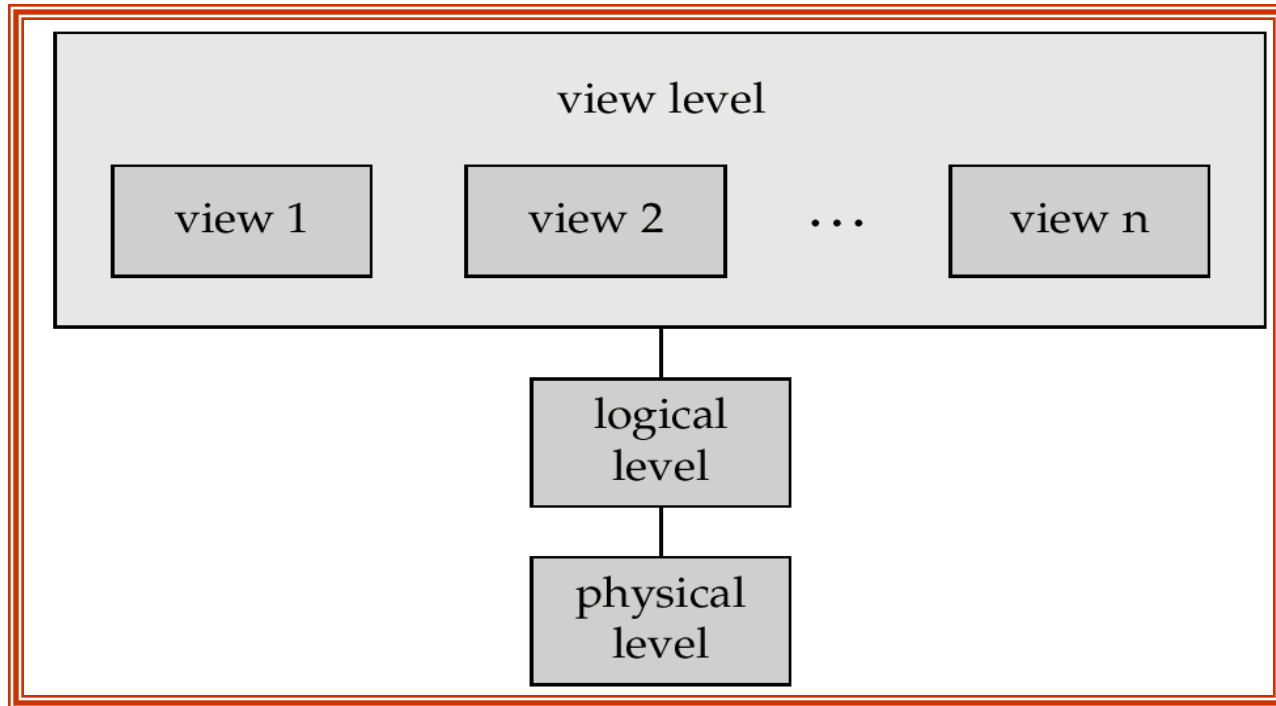 view level
view 1
view 2
...
view n
logical
level
physical
level